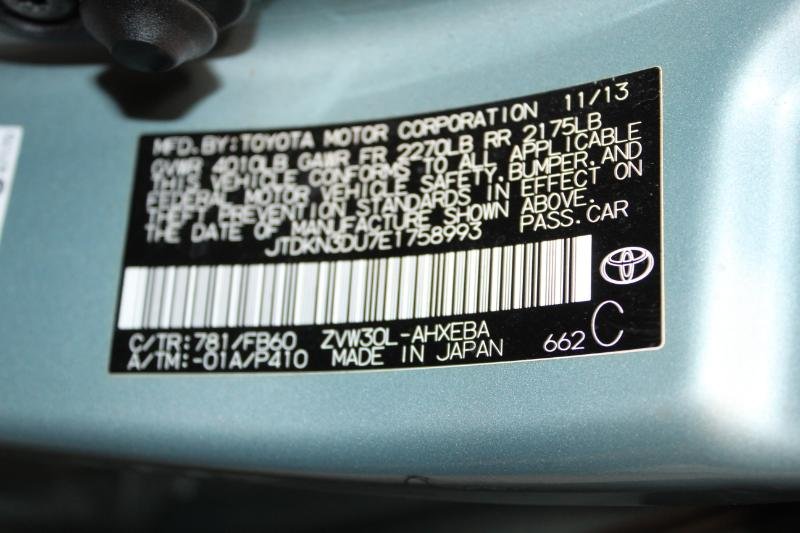 MFD. BY: TOYOTA MOTOR CORPORATION 11/13
GVWR 4010LB GAWR FR 2270LB RR 2175LB
THIS VEHICLE CONFORMS TO ALL APPLICABLE
FEDERAL MOTOR VEHICLE SAFETY, BUMPER, AND
THEFT PREVENTION STANDARDS IN EFFECT ON
THE DATE OF MANUFACTURE SHOWN ABOVE.
JTDKN3DU7E1758993 PASS. CAR
C/TR: 781/FB60 ZVW30L-AHXEBA
A/TM: -01A/P410 MADE IN JAPAN 662 C